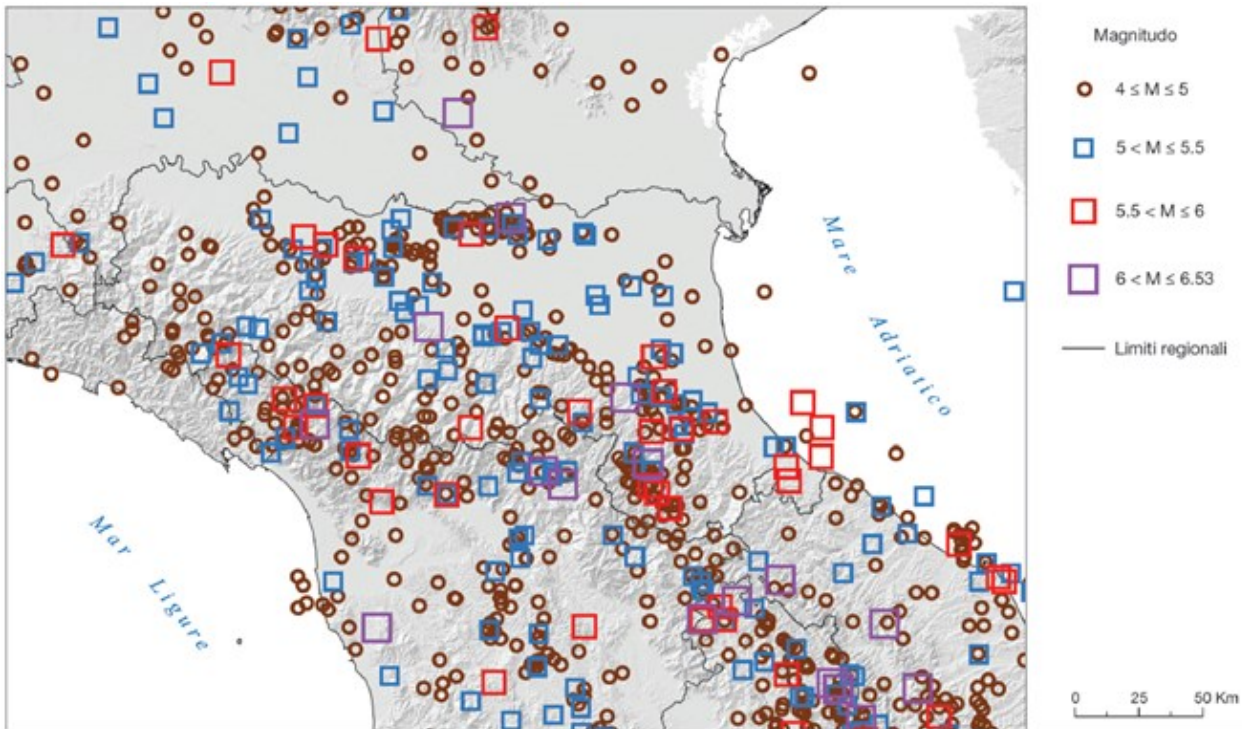 Magnitudo
4 ≤ M ≤ 5
5 < M ≤ 5.5
5.5 < M ≤ 6
6 < M ≤ 6.53
Limiti regionali
Mare Adriatico
Mar Ligure
0 25 50 Km